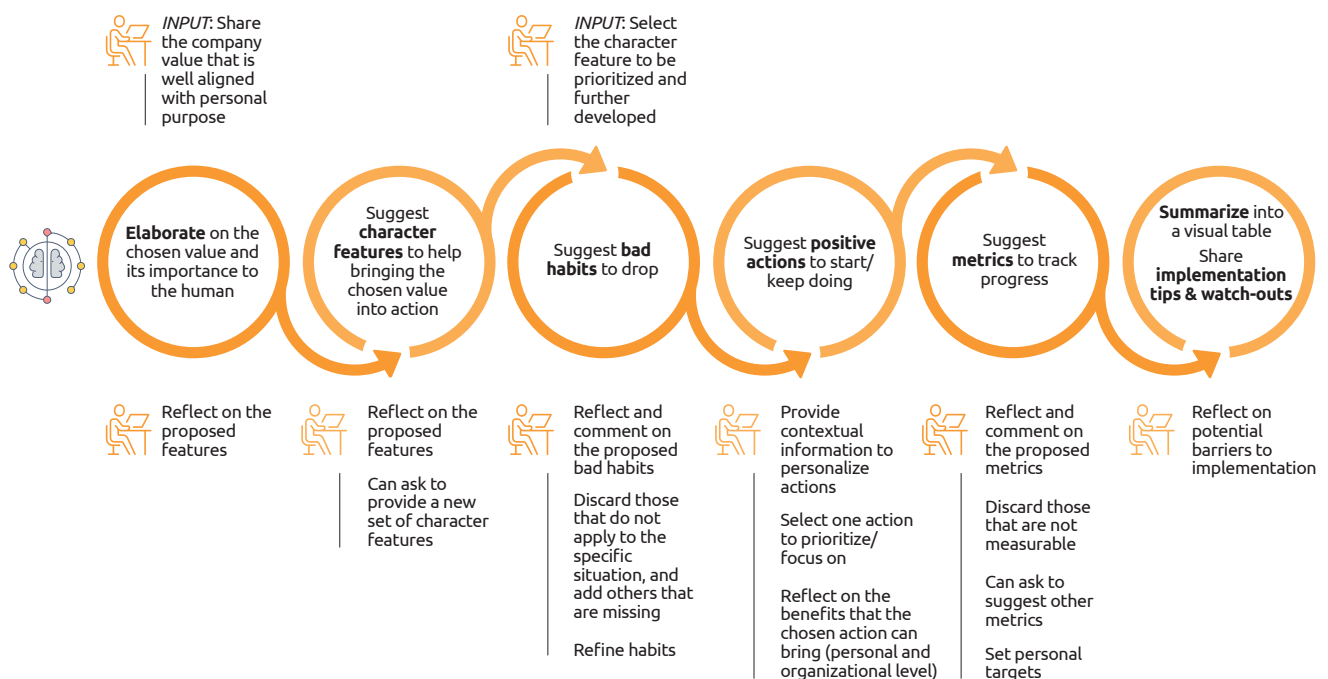 INPUT: Share
the company
value that is
well aligned
with personal
purpose
INPUT: Select
the character
feature to be
prioritized and
further
developed
Elaborate on the
chosen value and
its importance to
the human
Suggest
character
features to help
bringing the
chosen value
into action
Suggest bad
habits to drop
Suggest positive
actions to start/
keep doing
Suggest
metrics to track
progress
Summarize into
a visual table
Share
implementation
tips & watch-outs
Reflect on the
proposed
features
Reflect on the
proposed
features
Can ask to
provide a new
set of character
features
Reflect and
comment on
the proposed
bad habits
Discard those
that do not
apply to the
specific
situation, and
add others that
are missing
Refine habits
Provide
contextual
information to
personalize
actions
Select one action
to prioritize/
focus on
Reflect on the
benefits that the
chosen action can
bring (personal and
organizational level)
Reflect and
comment on
the proposed
metrics
Discard those
that are not
measurable
Can ask to
suggest other
metrics
Set personal
targets
Reflect on
potential
barriers to
implementation